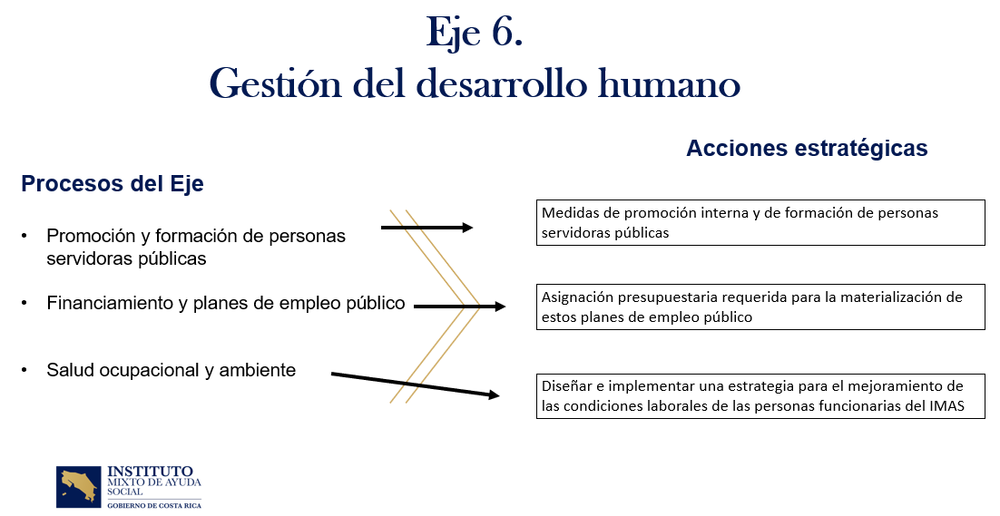 Eje 6.
Gestión del desarrollo humano
Acciones estratégicas
Procesos del Eje
• Promoción y formación de personas
servidoras públicas
• Financiamiento y planes de empleo público
• Salud ocupacional y ambiente
Medidas de promoción interna y de formación de personas
servidoras públicas
Asignación presupuestaria requerida para la materialización de
estos planes de empleo público
Diseñar e implementar una estrategia para el mejoramiento de
las condiciones laborales de las personas funcionarias del IMAS
INSTITUTO
MIXTO DE AYUDA
SOCIAL
GOBIERNO DE COSTA RICA